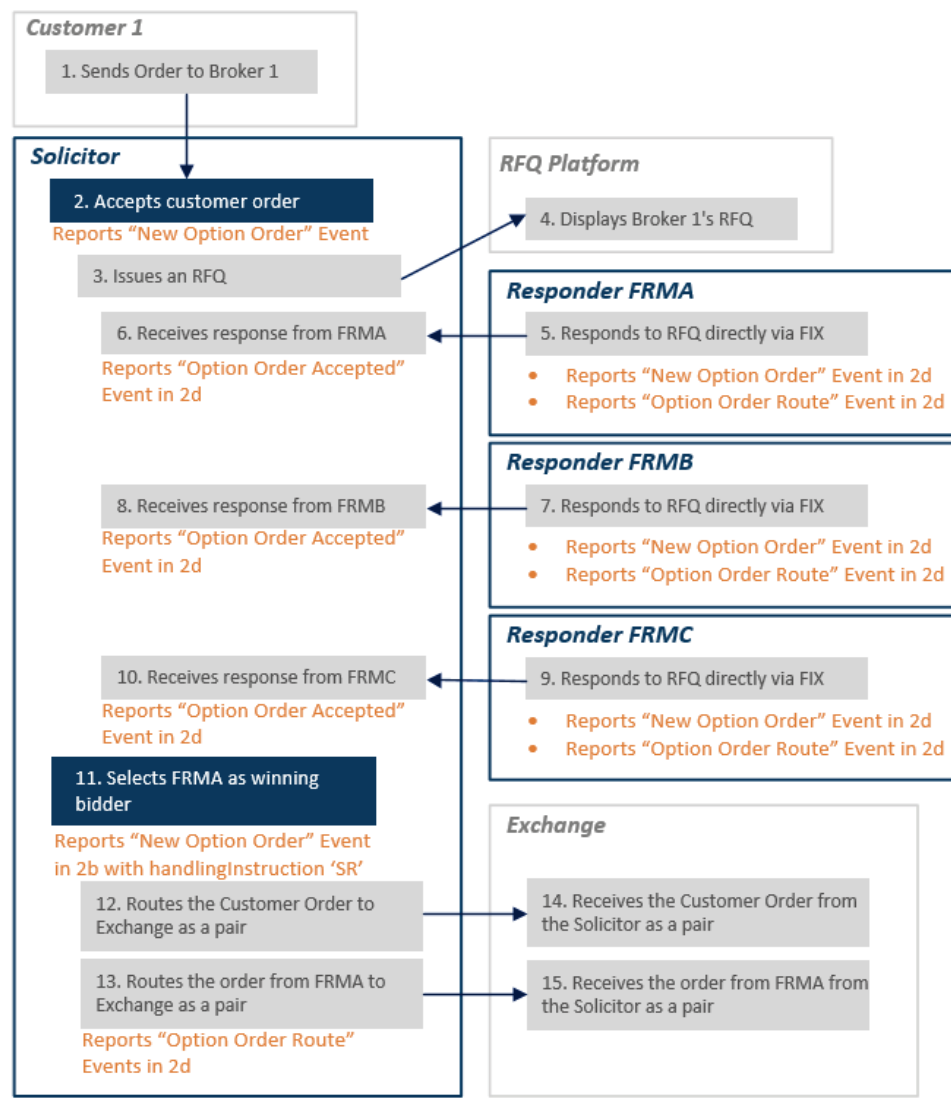 Customer 1
1. Sends Order to Broker 1
Solicitor
2. Accepts customer order
Reports “New Option Order” Event
3. Issues an RFQ
RFQ Platform
4. Displays Broker 1's RFQ
Responder FRMA
5. Responds to RFQ directly via FIX
• Reports “New Option Order” Event in 2d
• Reports “Option Order Route” Event in 2d
6. Receives response from FRMA
Reports “Option Order Accepted”
Event in 2d
Responder FRMB
7. Responds to RFQ directly via FIX
• Reports “New Option Order” Event in 2d
• Reports “Option Order Route” Event in 2d
8. Receives response from FRMB
Reports “Option Order Accepted”
Event in 2d
Responder FRMC
9. Responds to RFQ directly via FIX
• Reports “New Option Order” Event in 2d
• Reports “Option Order Route” Event in 2d
10. Receives response from FRMC
Reports “Option Order Accepted”
Event in 2d
11. Selects FRMA as winning
bidder
Reports “New Option Order” Event
in 2b with handlingInstruction ‘SR’
12. Routes the Customer Order to
Exchange as a pair
13. Routes the order from FRMA to
Exchange as a pair
Reports “Option Order Route”
Events in 2d
Exchange
14. Receives the Customer Order from
the Solicitor as a pair
15. Receives the order from FRMA from
the Solicitor as a pair